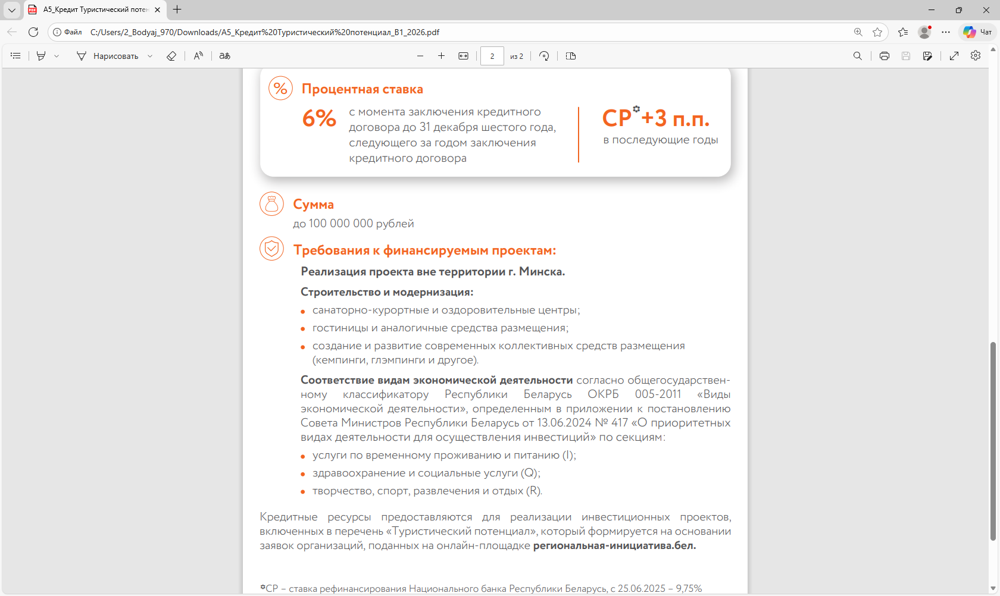 А5_Кредит Туристический потен
Файл
C:/Users/2_Bodyaj_970/Downloads/А5_Кредит%20Туристический%20потенциал_В1_2026.pdf
Чат
Нарисовать
2
из 2
% Процентная ставка
6%
с момента заключения кредитного
договора до 31 декабря шестого года,
следующего за годом заключения
кредитного договора
СР*+3 п.п.
в последующие годы
Сумма
до 100 000 000 рублей
Требования к финансируемым проектам:
Реализация проекта вне территории г. Минска.
Строительство и модернизация:
• санаторно-курортные и оздоровительные центры;
• гостиницы и аналогичные средства размещения;
• создание и развитие современных коллективных средств размещения
(кемпинги, глэмпинги и другое).
Соответствие видам экономической деятельности согласно общегосударствен-
ному классификатору Республики Беларусь ОКРБ 005-2011 «Виды
экономической деятельности», определенным в приложении к постановлению
Совета Министров Республики Беларусь от 13.06.2024 № 417 «О приоритетных
видах деятельности для осуществления инвестиций» по секциям:
• услуги по временному проживанию и питанию (I);
• здравоохранение и социальные услуги (Q);
• творчество, спорт, развлечения и отдых (R).
Кредитные ресурсы предоставляются для реализации инвестиционных проектов,
включенных в перечень «Туристический потенциал», который формируется на основании
заявок организаций, поданных на онлайн-площадке региональная-инициатива.бел.
*СР – ставка рефинансирования Национального банка Республики Беларусь, с 25.06.2025 – 9,75%